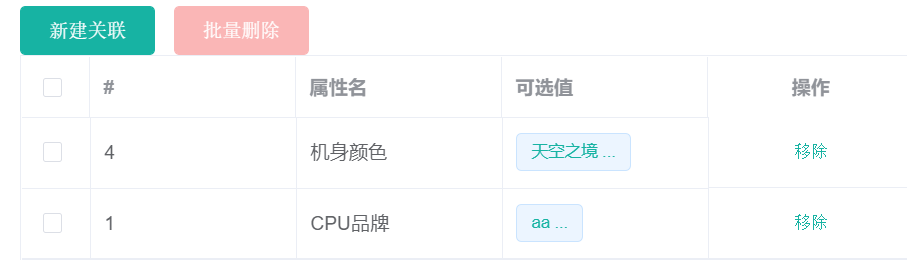 新建关联 批量删除
# 属性名 可选值 操作
4 机身颜色 天空之境 ... 移除
1 CPU品牌 aa ... 移除